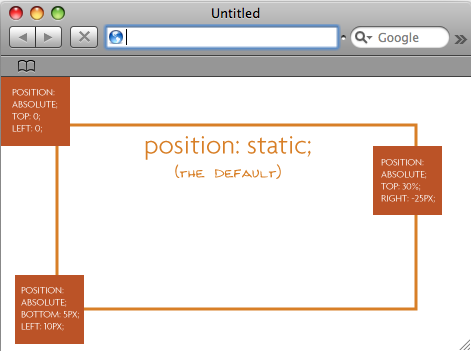 Untitled
Google
POSITION:
ABSOLUTE;
TOP: 0;
LEFT: 0;
position: static;
(THE DEFAULT)
POSITION:
ABSOLUTE;
TOP: 30%;
RIGHT: -25PX;
POSITION:
ABSOLUTE;
BOTTOM: 5PX;
LEFT: 10PX;